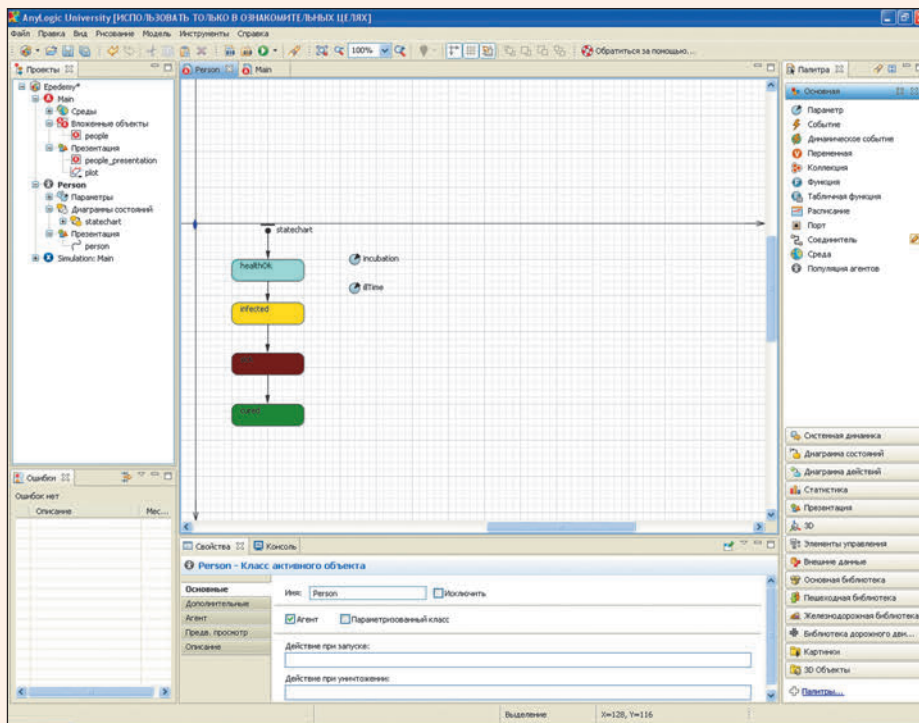 AnyLogic University [ИСПОЛЬЗОВАТЬ ТОЛЬКО В ОЗНАКОМИТЕЛЬНЫХ ЦЕЛЯХ]
Файл Правка Вид Рисование Модель Инструменты Справка
100% Обратиться за помощью...
Проекты
Epedemy*
Main
Среды
Вложенные объекты
people
Презентация
people_presentation
plot
Person
Параметры
Диаграммы состояний
statechart
Презентация
person
Simulation: Main
Ошибки
Ошибок нет
Описание Мес...
Person Main
statechart
healthOk
incubation
illTime
infected
cured
Свойства Консоль
Person - Класс активного объекта
Основные
Дополнительные
Агент
Предв. просмотр
Описание
Имя: Person Исключить
Агент Параметризованный класс
Действие при запуске:
Действие при уничтожении:
Палитра
Основная
Параметр
Событие
Динамическое событие
Переменная
Коллекция
Функция
Табличная функция
Расписание
Порт
Соединитель
Среда
Популяция агентов
Системная динамика
Диаграмма состояний
Диаграмма действий
Статистика
Презентация
3D
Элементы управления
Внешние данные
Основная библиотека
Пешеходная библиотека
Железнодорожная библиотека
Библиотека дорожного дви...
Картинки
3D Объекты
Палитры...
Выделение X=128, Y=116